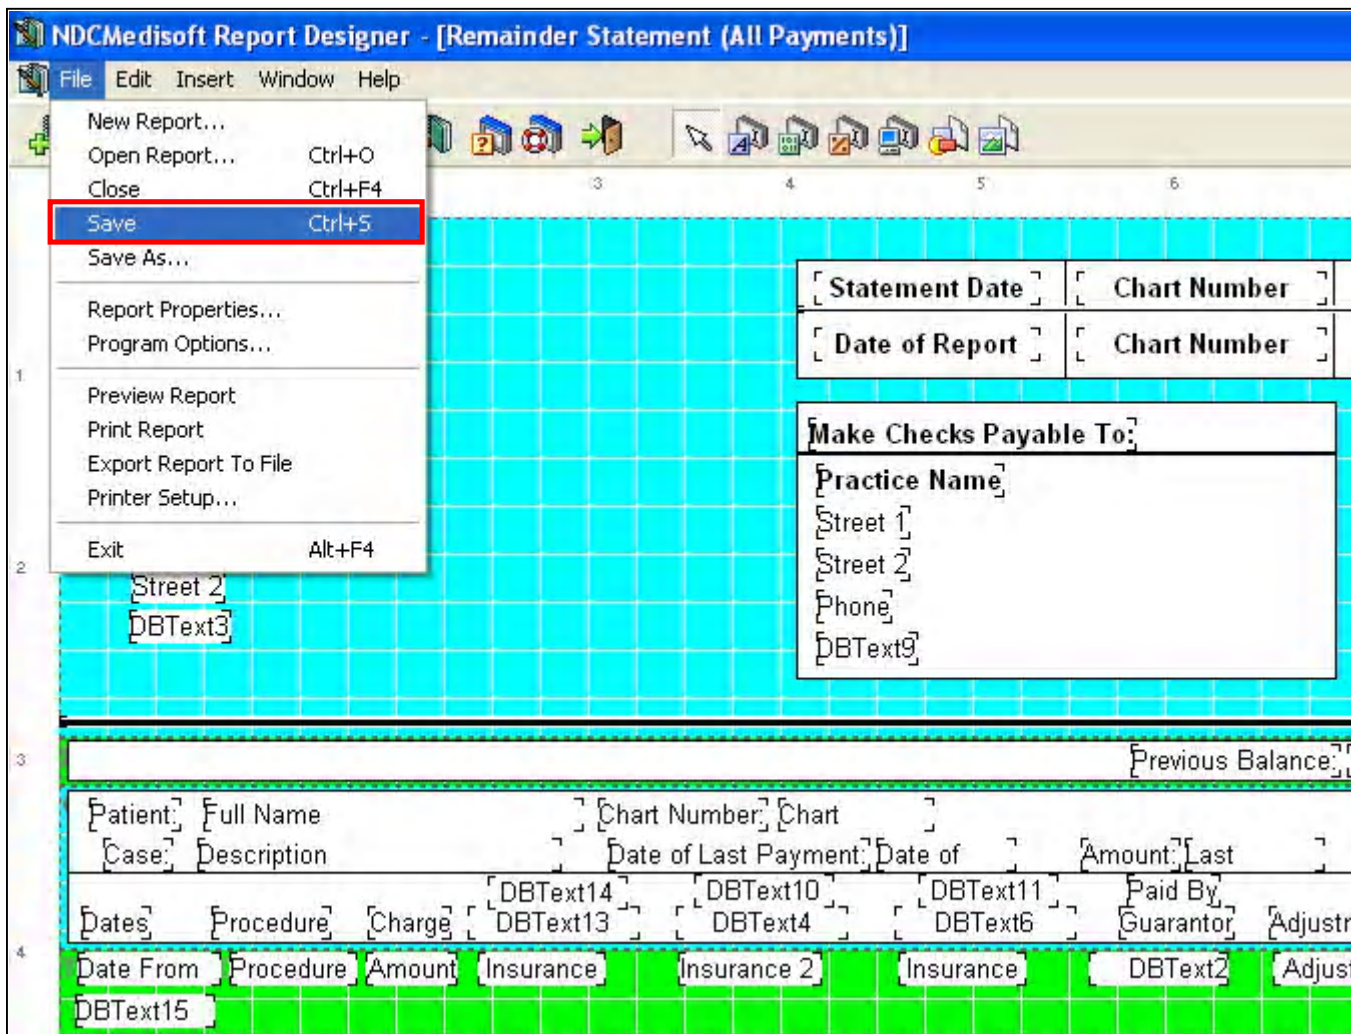 NDCMedisoft Report Designer - [Remainder Statement (All Payments)]
File Edit Insert Window Help
New Report...
Open Report... Ctrl+O
Close Ctrl+F4
Save Ctrl+S
Save As...
Report Properties...
Program Options...
Preview Report
Print Report
Export Report To File
Printer Setup...
Exit Alt+F4
3 4 5 6
Statement Date Chart Number
Date of Report Chart Number
1
Make Checks Payable To:
Practice Name
Street 1
Street 2
Phone
DBText9
2
Street 2
DBText3
3
Previous Balance:
Patient: Full Name Chart Number: Chart
Case: Description Date of Last Payment: Date of Amount: Last
DBText14 DBText10 DBText11 Paid By
Dates Procedure Charge DBText13 DBText4 DBText6 Guarantor Adjustr
4
Date From Procedure Amount Insurance Insurance 2 Insurance DBText2 Adjust
DBText15